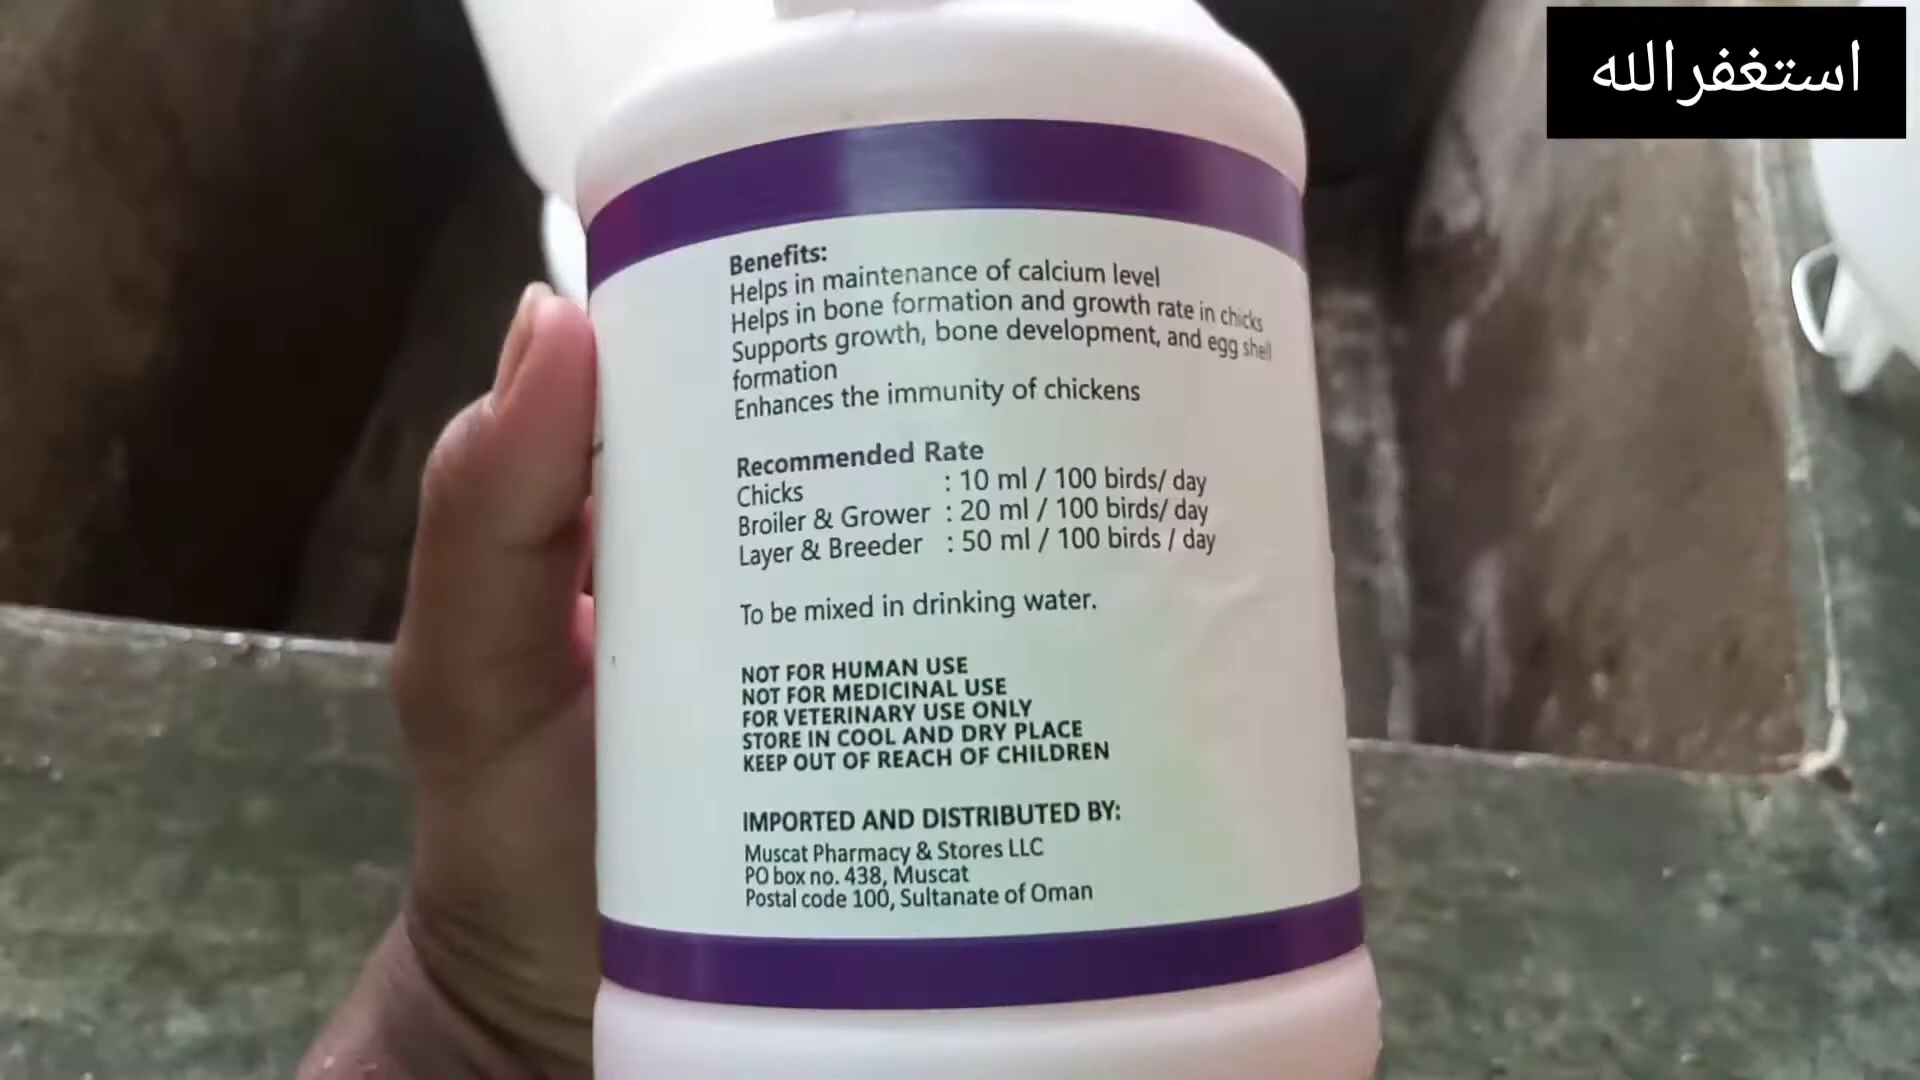 استغفرالله
Benefits:
Helps in maintenance of calcium level
Helps in bone formation and growth rate in chicks
Supports growth, bone development, and egg shell
formation
Enhances the immunity of chickens
Recommended Rate
Chicks : 10 ml / 100 birds/ day
Broiler & Grower : 20 ml / 100 birds/ day
Layer & Breeder : 50 ml / 100 birds / day
To be mixed in drinking water.
NOT FOR HUMAN USE
NOT FOR MEDICINAL USE
FOR VETERINARY USE ONLY
STORE IN COOL AND DRY PLACE
KEEP OUT OF REACH OF CHILDREN
IMPORTED AND DISTRIBUTED BY:
Muscat Pharmacy & Stores LLC
PO box no. 438, Muscat
Postal code 100, Sultanate of Oman